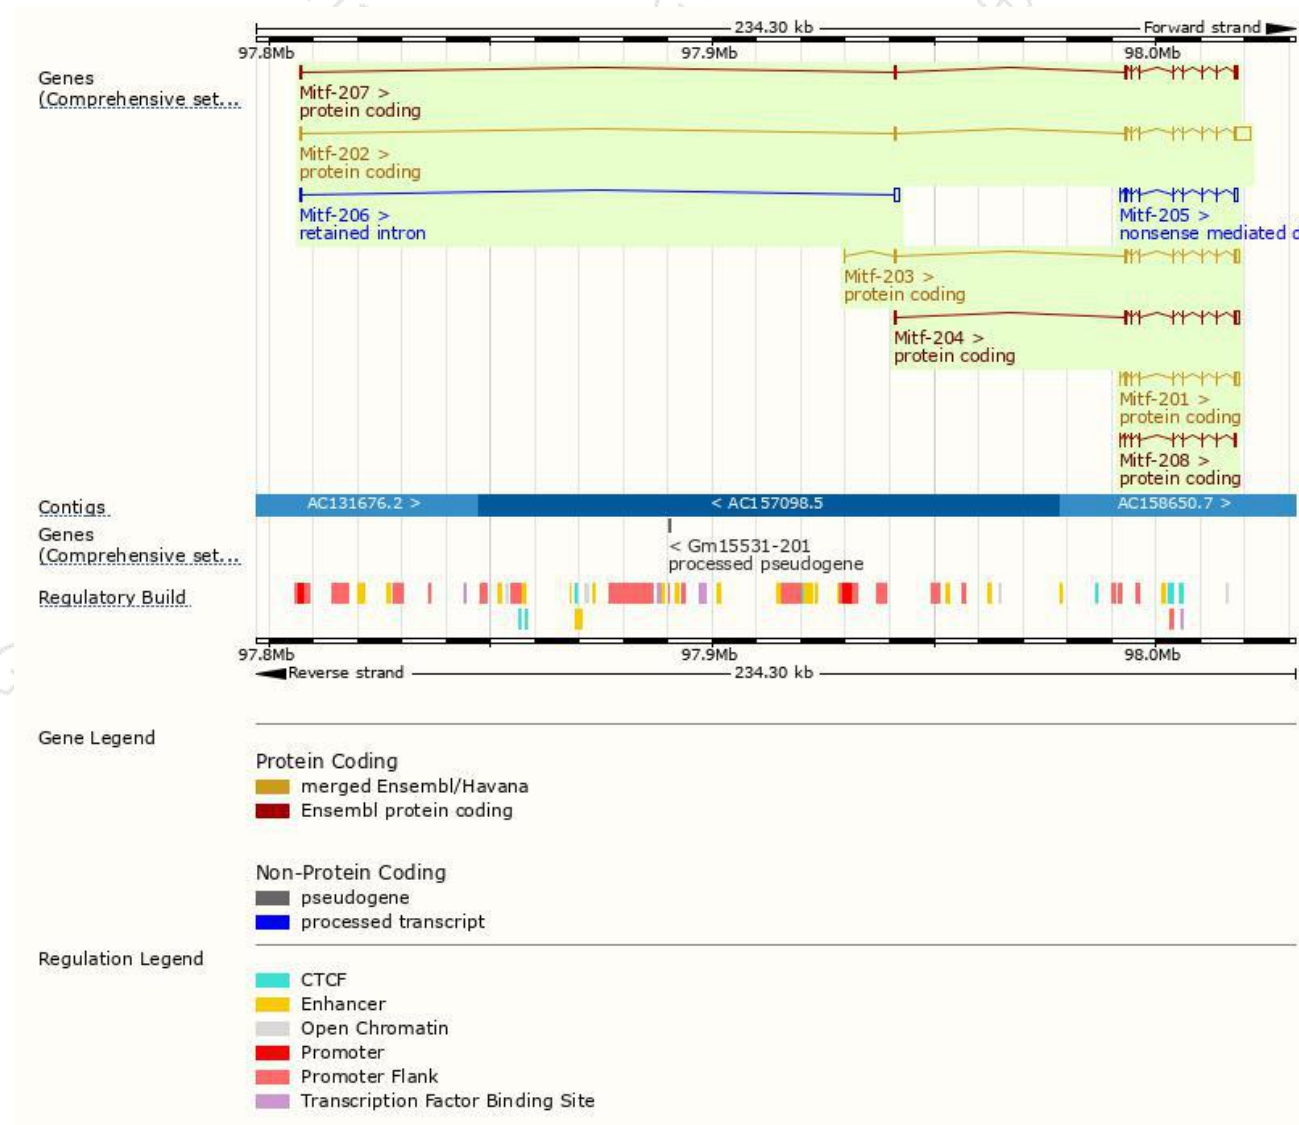 234.30 kb Forward strand
97.8Mb 97.9Mb 98.0Mb
Genes
(Comprehensive set...
Mitf-207 >
protein coding
Mitf-202 >
protein coding
Mitf-206 > Mitf-205 >
retained intron nonsense mediated d
Mitf-203 >
protein coding
Mitf-204 >
protein coding
Mitf-201 >
protein coding
Mitf-208 >
protein coding
Contigs AC131676.2 > < AC157098.5 AC158650.7 >
Genes
(Comprehensive set...
< Gm15531-201
processed pseudogene
Regulatory Build
97.8Mb 97.9Mb 98.0Mb
Reverse strand 234.30 kb
Gene Legend
Protein Coding
merged Ensembl/Havana
Ensembl protein coding
Non-Protein Coding
pseudogene
processed transcript
Regulation Legend
CTCF
Enhancer
Open Chromatin
Promoter
Promoter Flank
Transcription Factor Binding Site